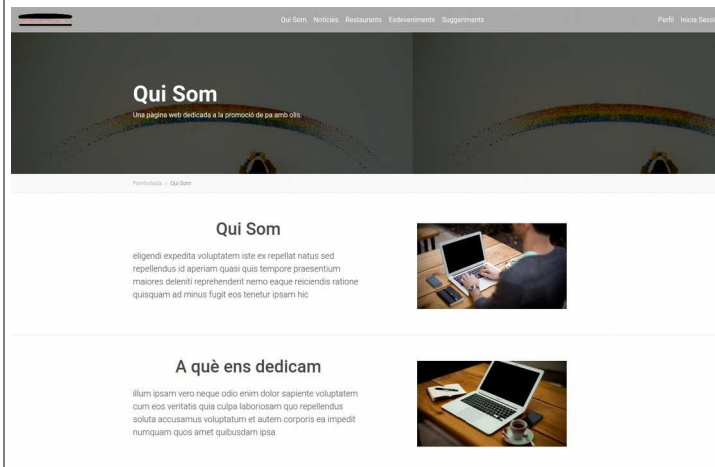 Qui Som Notícies Restaurants Esdeveniments Suggeriments
Perfil Inicia
Qui Som
Una pàgina web dedicada a la promoció de pa amb olis.
Qui Som
Qui Som
eligendi expedita voluptatem iste ex repellat natus sed
repellendus id aperiam quasi quis tempore praesentium
maiores deleniti reprehenderit nemo eaque reiciendis ratione
quisquam ad minus fugit eos tenetur ipsam hic
A què ens dedicam
illum ipsam vero neque odio enim dolor sapiente voluptatem
cum eos veritatis quia culpa laboriosam quo repellendus
soluta accusamus voluptatum et autem corporis ea impedit
numquam quos amet quibusdam ipsa